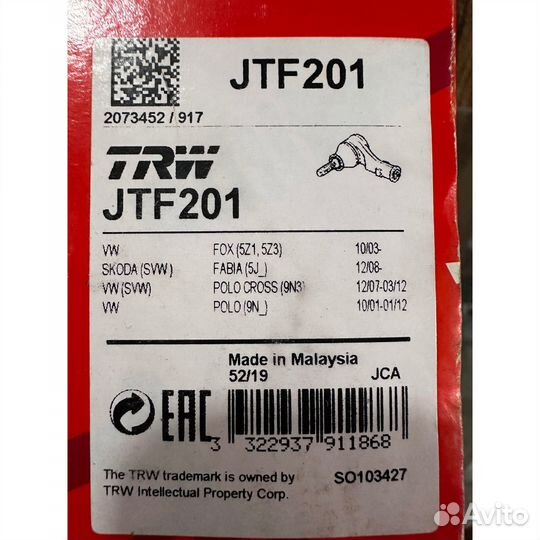 JTF201
2073452 / 917
TRW
JTF201
VW FOX (5Z1, 5Z3) 10/03-
SKODA (SVW ) FABIA (5J_) 12/08-
VW (SVW) POLO CROSS (9N3) 12/07-03/12
VW POLO (9N_) 10/01-01/12
Made in Malaysia
52/19 JCA
EAC
3 322937 911868
The TRW trademark is owned by
TRW Intellectual Property Corp.
SO103427
Avito